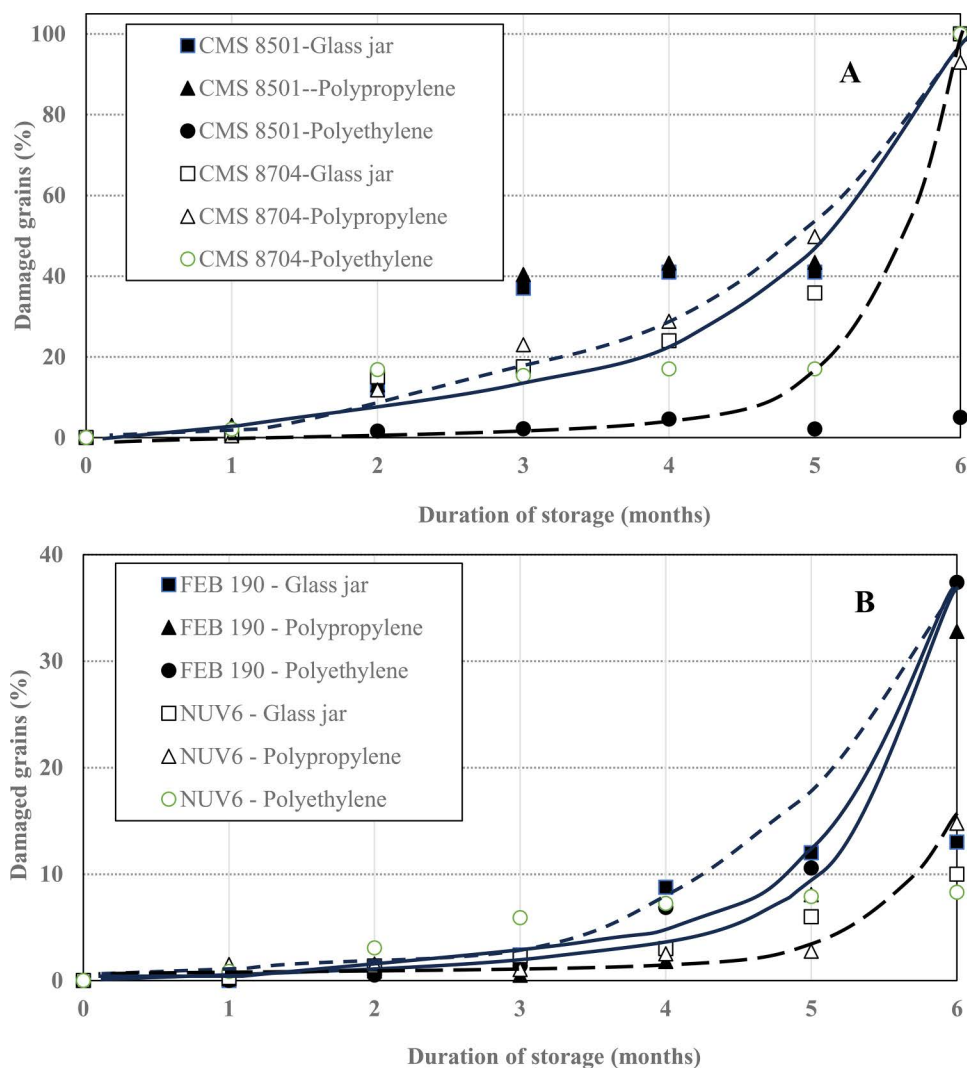 100
80
60
40
20
0
Damaged grains (%)
CMS 8501-Glass jar
CMS 8501--Polypropylene
CMS 8501-Polyethylene
CMS 8704-Glass jar
CMS 8704-Polypropylene
CMS 8704-Polyethylene
A
0 1 2 3 4 5 6
Duration of storage (months)
40
30
20
10
0
Damaged grains (%)
FEB 190 - Glass jar
FEB 190 - Polypropylene
FEB 190 - Polyethylene
NUV6 - Glass jar
NUV6 - Polypropylene
NUV6 - Polyethylene
B
0 1 2 3 4 5 6
Duration of storage (months)